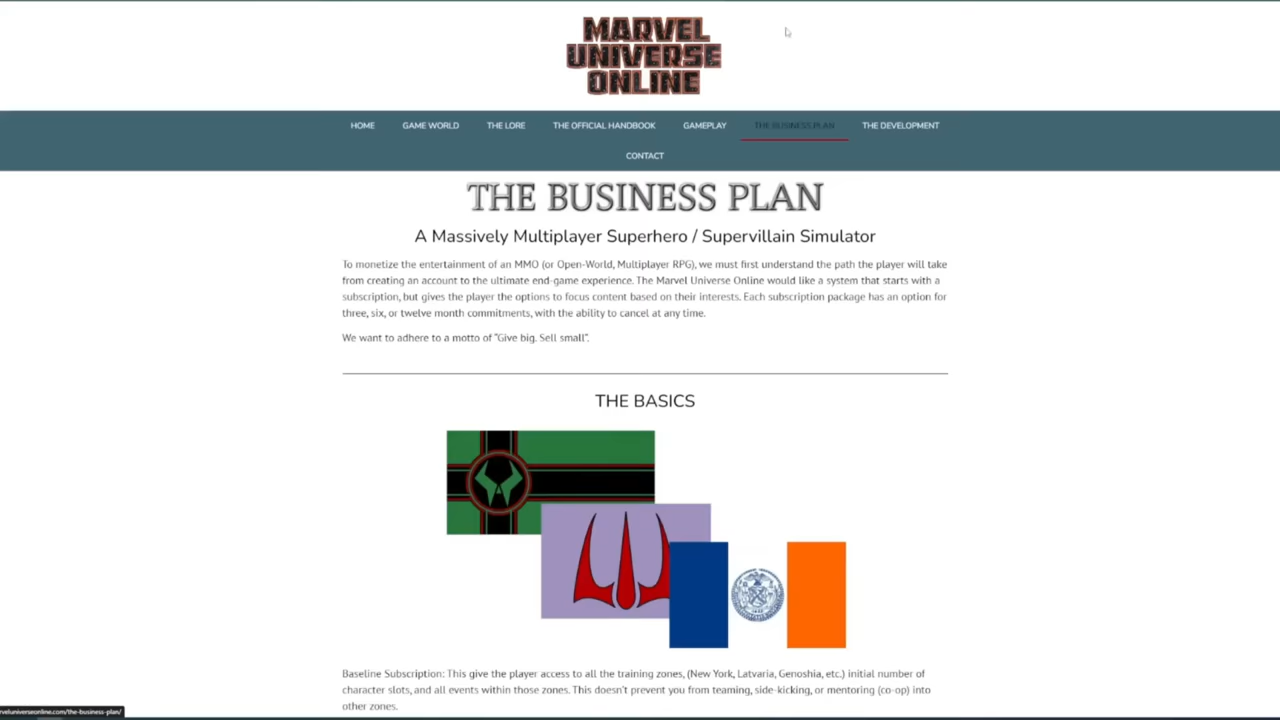 MARVEL
UNIVERSE
ONLINE
HOME GAME WORLD THE LORE THE OFFICIAL HANDBOOK GAMEPLAY THE BUSINESS PLAN THE DEVELOPMENT
CONTACT
THE BUSINESS PLAN
A Massively Multiplayer Superhero / Supervillain Simulator
To monetize the entertainment of an MMO (or Open-World, Multiplayer RPG), we must first understand the path the player will take
from creating an account to the ultimate end-game experience. The Marvel Universe Online would like a system that starts with a
subscription, but gives the player the options to focus content based on their interests. Each subscription package has an option for
three, six, or twelve month commitments, with the ability to cancel at any time.
We want to adhere to a motto of "Give big. Sell small".
THE BASICS
Baseline Subscription: This give the player access to all the training zones, (New York, Latvaria, Genoshia, etc.) initial number of
character slots, and all events within those zones. This doesn't prevent you from teaming, side-kicking, or mentoring (co-op) into
other zones.
rveluniverseonline.com/the-business-plan/